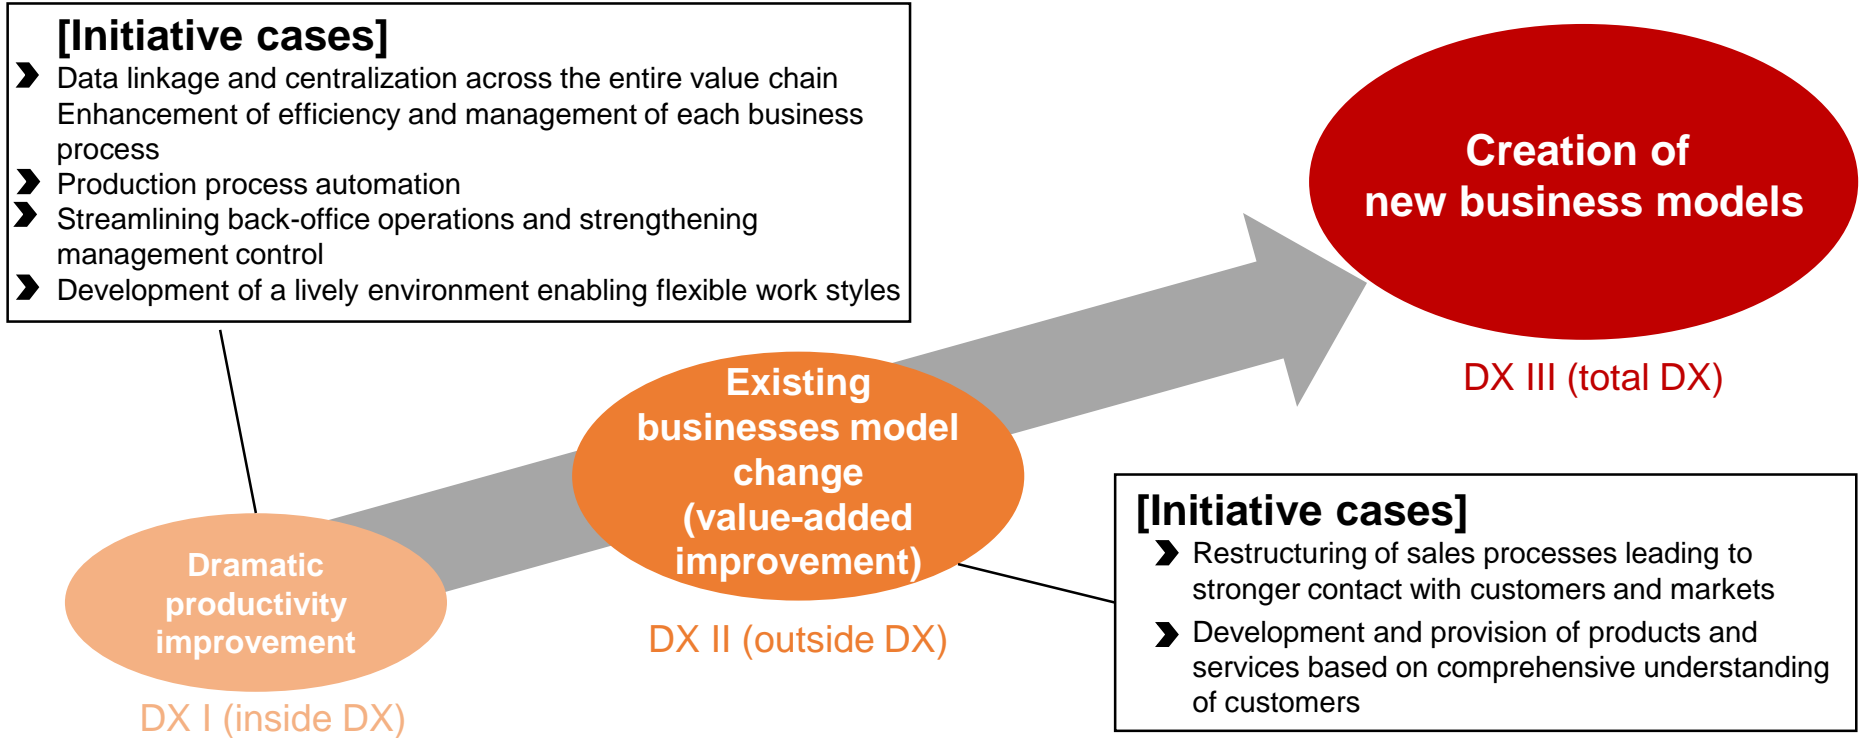 [Initiative cases]
Data linkage and centralization across the entire value chain
Enhancement of efficiency and management of each business
process
Production process automation
Streamlining back-office operations and strengthening
management control
Development of a lively environment enabling flexible work styles
Creation of
new business models
DX III (total DX)
Existing
businesses model
change
(value-added
improvement)
DX II (outside DX)
[Initiative cases]
Restructuring of sales processes leading to
stronger contact with customers and markets
Development and provision of products and
services based on comprehensive understanding
of customers
Dramatic
productivity
improvement
DX I (inside DX)